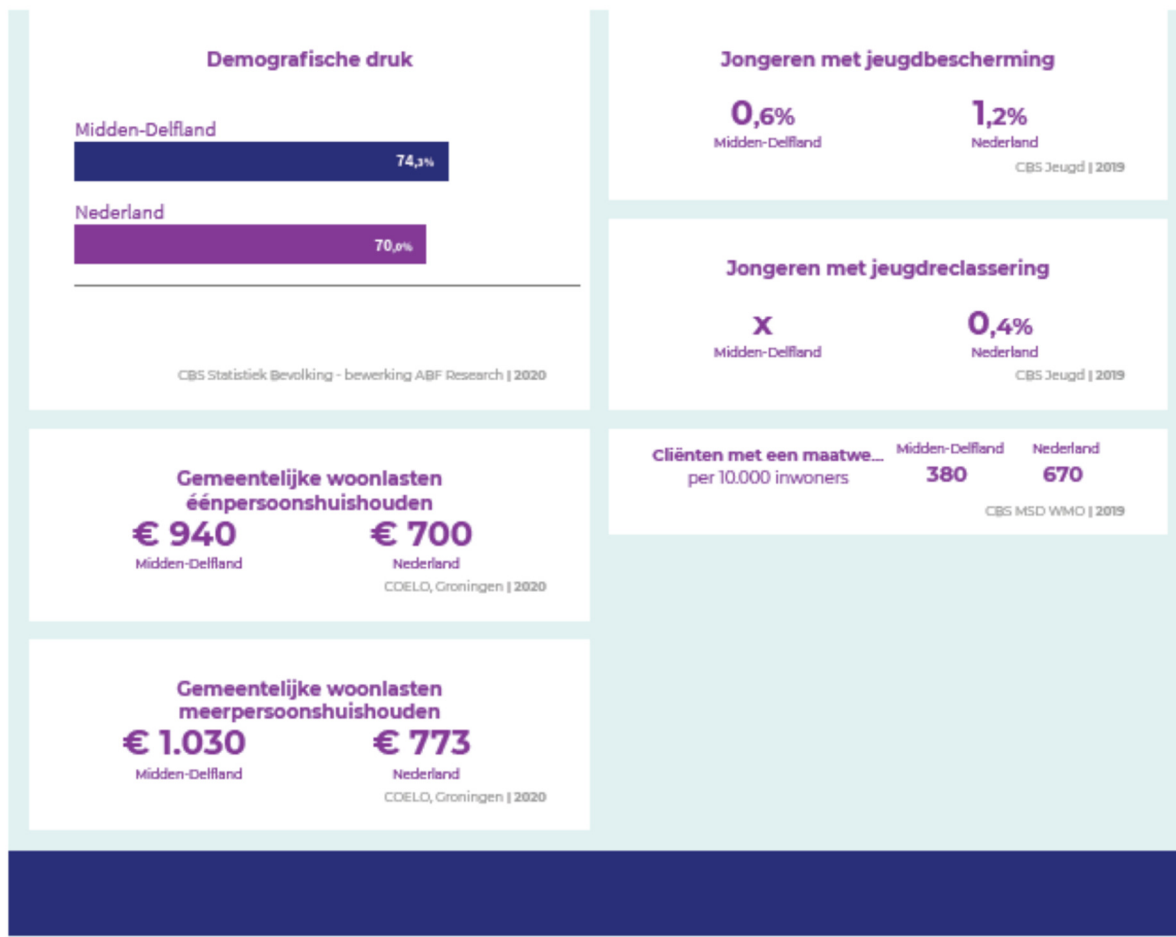 Demografische druk
Midden-Delfland
74,3%
Nederland
70,0%
CBS Statistiek Bevolking - bewerking ABF Research | 2020
Gemeentelijke woonlasten
éénpersoonshuishouden
€ 940 € 700
Midden-Delfland Nederland
COELO, Groningen | 2020
Gemeentelijke woonlasten
meerpersoonshuishouden
€ 1.030 € 773
Midden-Delfland Nederland
COELO, Groningen | 2020
Jongeren met jeugdbescherming
0,6% 1,2%
Midden-Delfland Nederland
CBS Jeugd | 2019
Jongeren met jeugdreclassering
x 0,4%
Midden-Delfland Nederland
CBS Jeugd | 2019
Cliënten met een maatwe... Midden-Delfland Nederland
per 10.000 inwoners 380 670
CBS MSD WMO | 2019